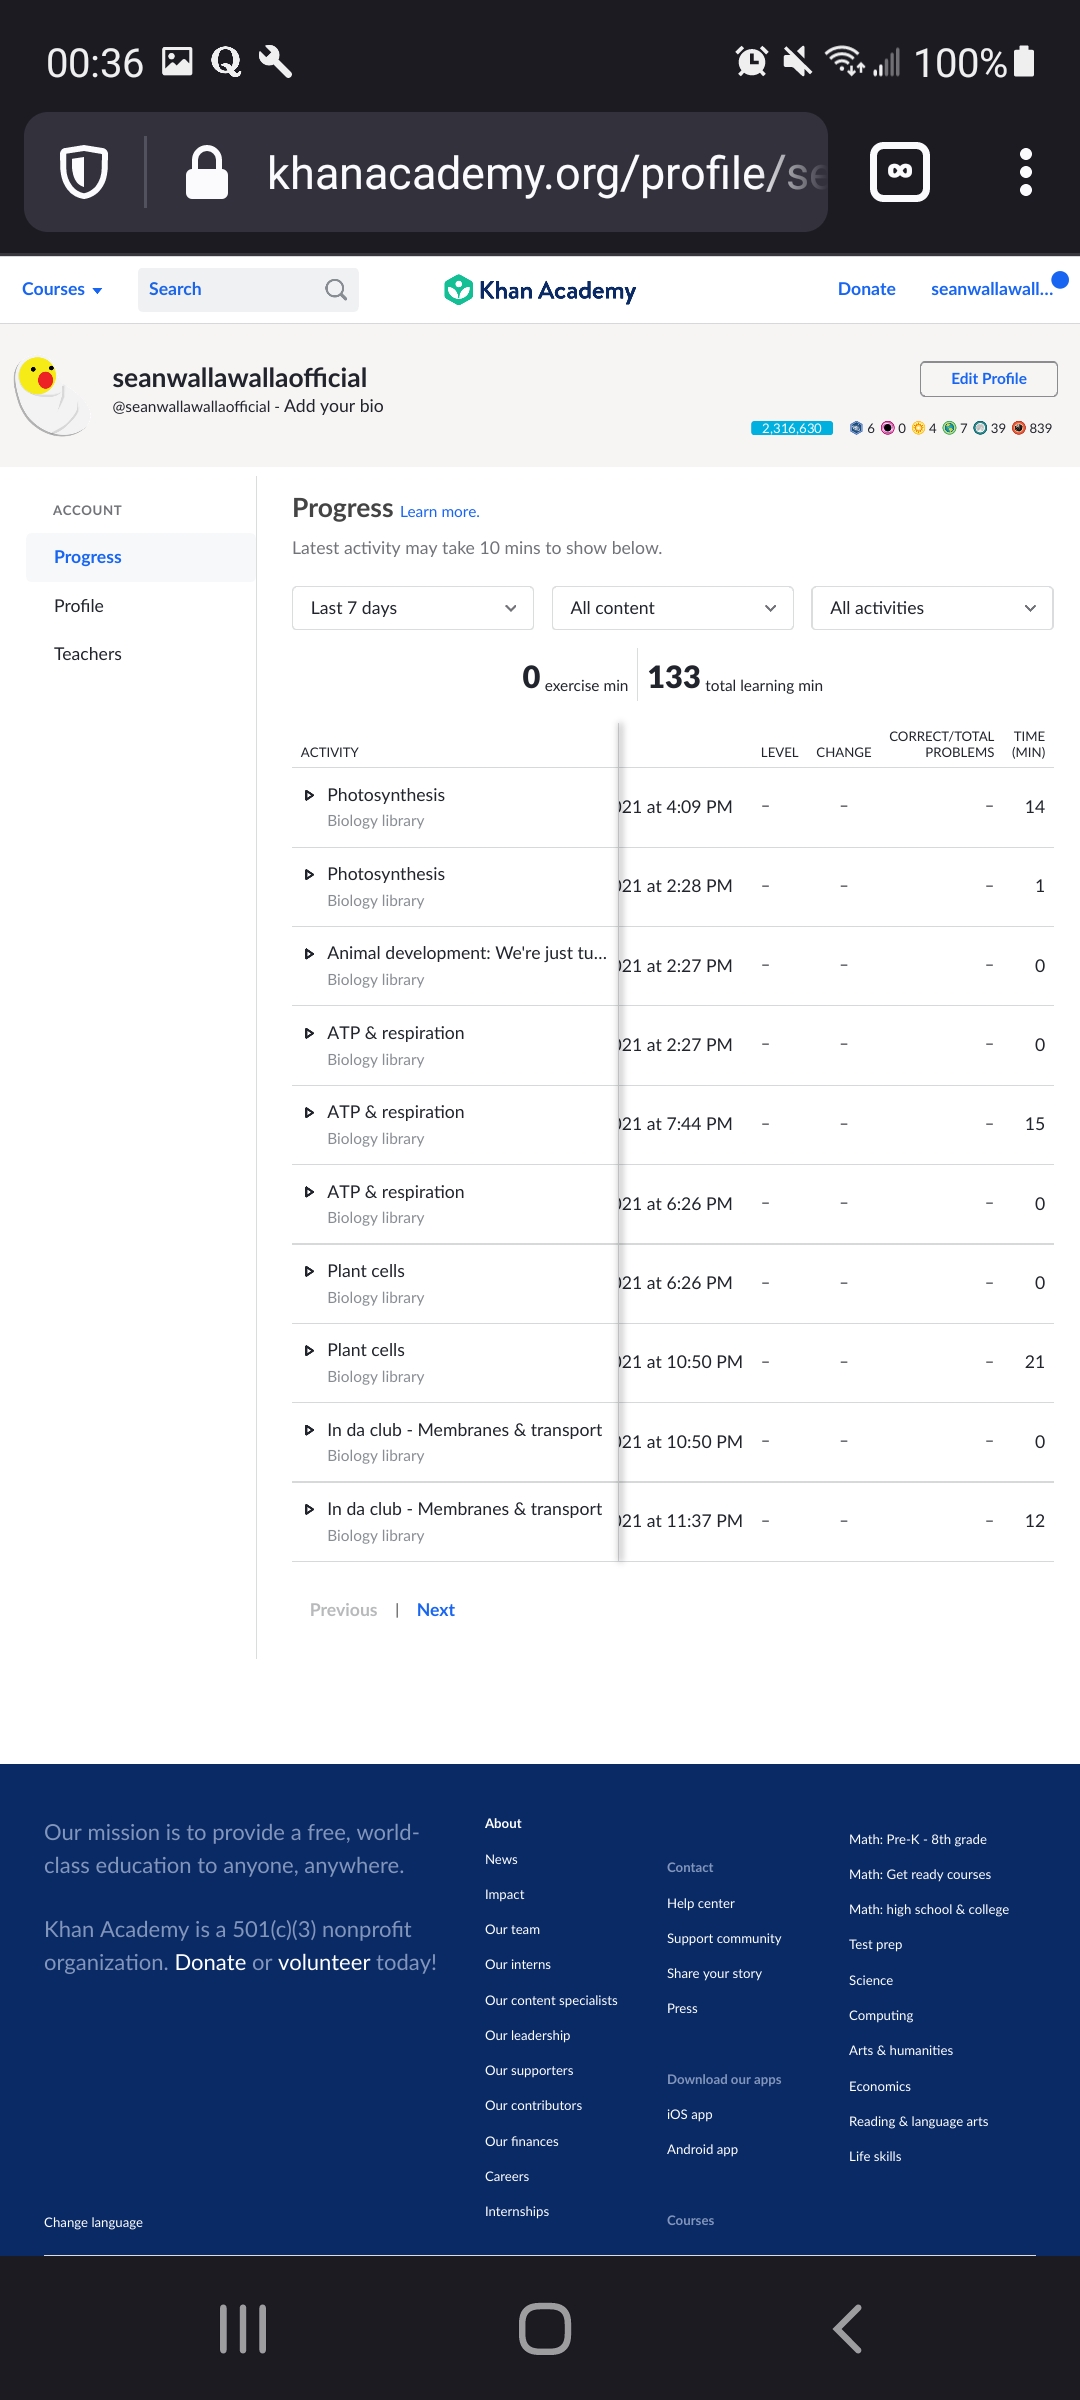 00:36
100%
khanacademy.org/profile/se
Courses
Search
Khan Academy
Donate
seanwallawall...
seanwallawallaofficial
@seanwallawallaofficial - Add your bio
Edit Profile
2,316,630 6 0 4 7 39 839
ACCOUNT
Progress
Profile
Teachers
Progress Learn more.
Latest activity may take 10 mins to show below.
Last 7 days
All content
All activities
0 exercise min
133 total learning min
ACTIVITY LEVEL CHANGE CORRECT/TOTAL PROBLEMS TIME (MIN)
Photosynthesis
Biology library
021 at 4:09 PM – – – 14
Photosynthesis
Biology library
021 at 2:28 PM – – – 1
Animal development: We're just tu...
Biology library
021 at 2:27 PM – – – 0
ATP & respiration
Biology library
021 at 2:27 PM – – – 0
ATP & respiration
Biology library
021 at 7:44 PM – – – 15
ATP & respiration
Biology library
021 at 6:26 PM – – – 0
Plant cells
Biology library
021 at 6:26 PM – – – 0
Plant cells
Biology library
021 at 10:50 PM – – – 21
In da club - Membranes & transport
Biology library
021 at 10:50 PM – – – 0
In da club - Membranes & transport
Biology library
021 at 11:37 PM – – – 12
Previous | Next
Our mission is to provide a free, world-
class education to anyone, anywhere.
Khan Academy is a 501(c)(3) nonprofit
organization. Donate or volunteer today!
About
News
Impact
Our team
Our interns
Our content specialists
Our leadership
Our supporters
Our contributors
Our finances
Careers
Internships
Contact
Help center
Support community
Share your story
Press
Download our apps
iOS app
Android app
Courses
Math: Pre-K - 8th grade
Math: Get ready courses
Math: high school & college
Test prep
Science
Computing
Arts & humanities
Economics
Reading & language arts
Life skills
Change language